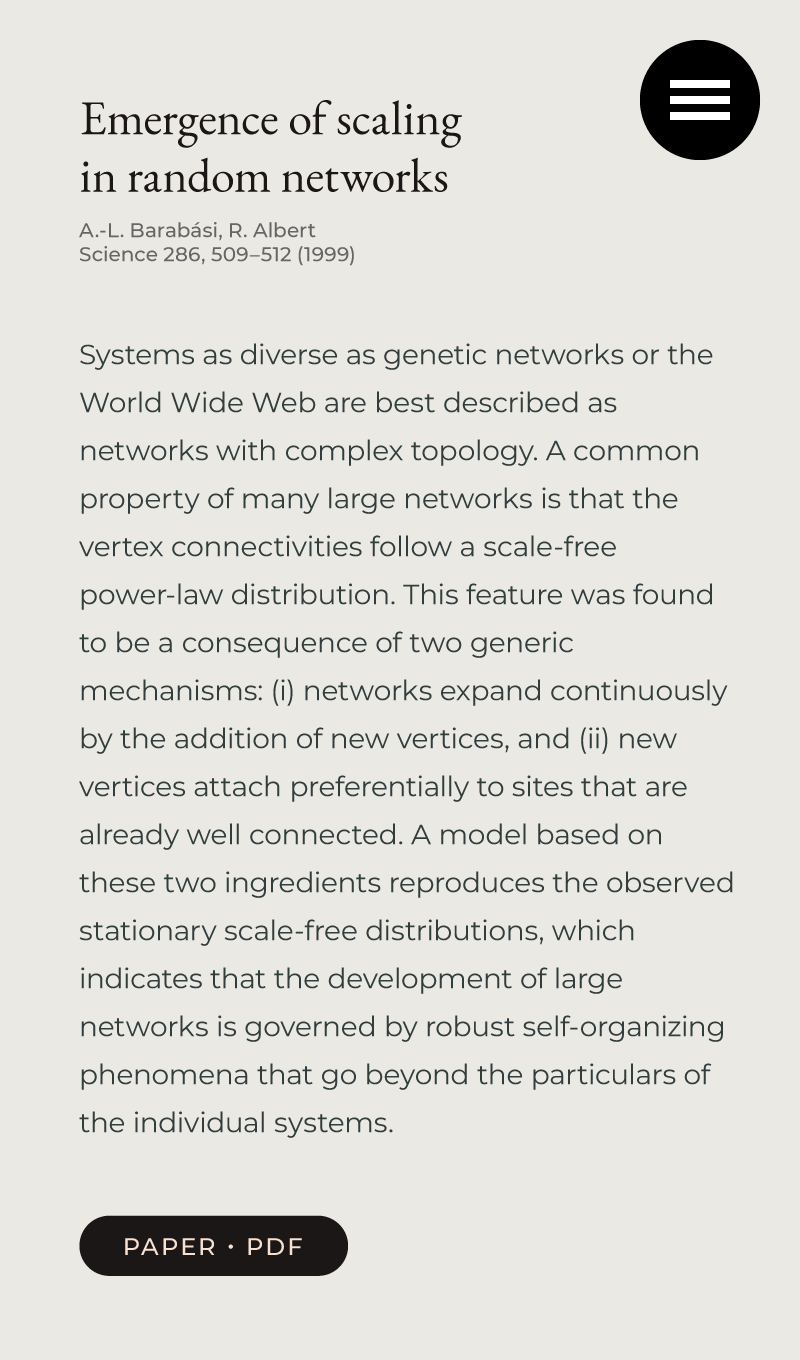 Emergence of scaling
in random networks
A.-L. Barabási, R. Albert
Science 286, 509–512 (1999)
Systems as diverse as genetic networks or the
World Wide Web are best described as
networks with complex topology. A common
property of many large networks is that the
vertex connectivities follow a scale-free
power-law distribution. This feature was found
to be a consequence of two generic
mechanisms: (i) networks expand continuously
by the addition of new vertices, and (ii) new
vertices attach preferentially to sites that are
already well connected. A model based on
these two ingredients reproduces the observed
stationary scale-free distributions, which
indicates that the development of large
networks is governed by robust self-organizing
phenomena that go beyond the particulars of
the individual systems.
PAPER • PDF